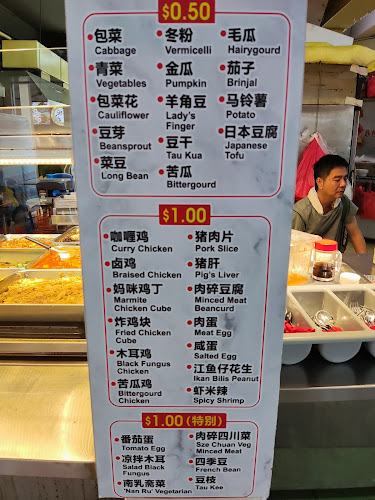 $0.50
•包菜
Cabbage
•青菜
Vegetables
•包菜花
Cauliflower
•豆芽
Beansprout
•菜豆
Long Bean
•冬粉
Vermicelli
•金瓜
Pumpkin
•羊角豆
Lady's
Finger
•豆干
Tau Kua
•苦瓜
Bittergourd
•毛瓜
Hairygourd
•茄子
Brinjal
•马铃薯
Potato
•日本豆腐
Japanese
Tofu
$1.00
•咖喱鸡
Curry Chicken
•卤鸡
Braised Chicken
•妈咪鸡丁
Marmite
Chicken Cube
•炸鸡块
Fried Chicken
Cube
•木耳鸡
Black Fungus
Chicken
•苦瓜鸡
Bittergourd
Chicken
•猪肉片
Pork Slice
•猪肝
Pig's Liver
•肉碎豆腐
Minced Meat
Beancurd
•肉蛋
Meat Egg
•咸蛋
Salted Egg
•江鱼仔花生
Ikan Bilis Peanut
•虾米辣
Spicy Shrimp
$1.00 (特别)
•番茄蛋
Tomato Egg
•凉拌木耳
Salad Black
Fungus
•南乳斋菜
'Nan Ru' Vegetarian
•肉碎四川菜
Sze Chuan Veg
Minced Meat
•四季豆
French Bean
•豆枝
Tau Kee